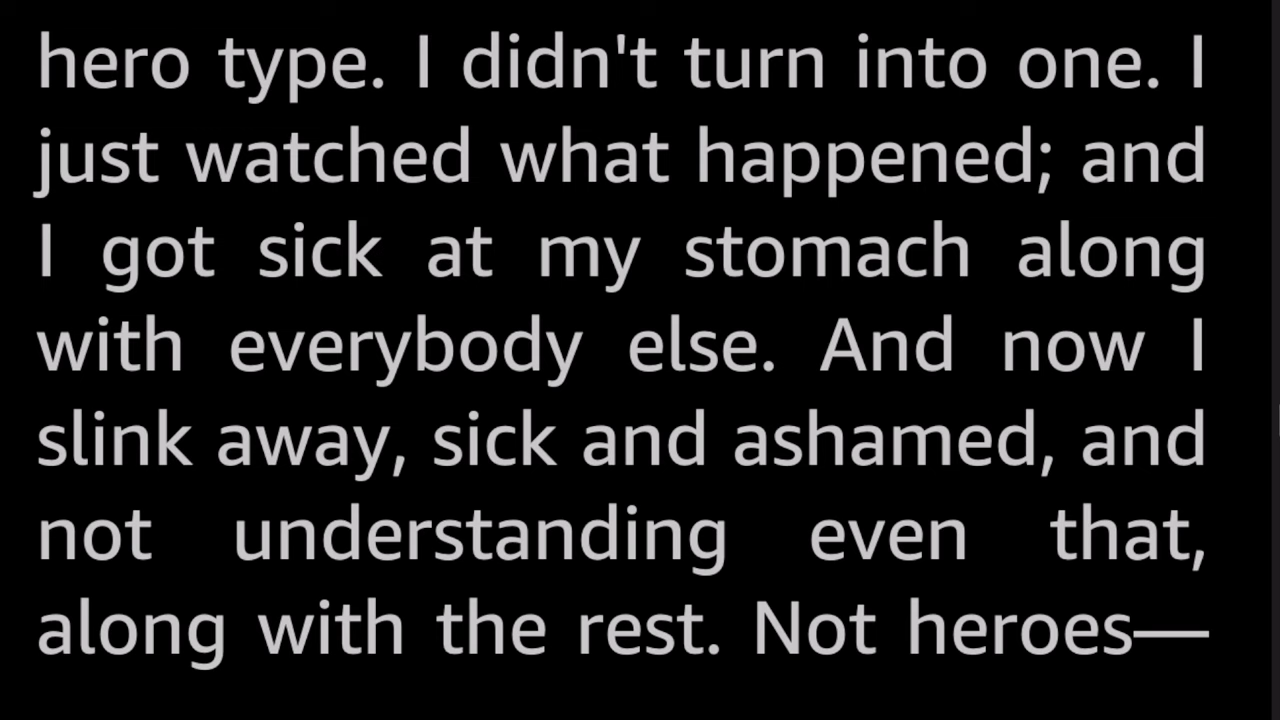 hero type. I didn't turn into one. I
just watched what happened; and
I got sick at my stomach along
with everybody else. And now I
slink away, sick and ashamed, and
not understanding even that,
along with the rest. Not heroes—